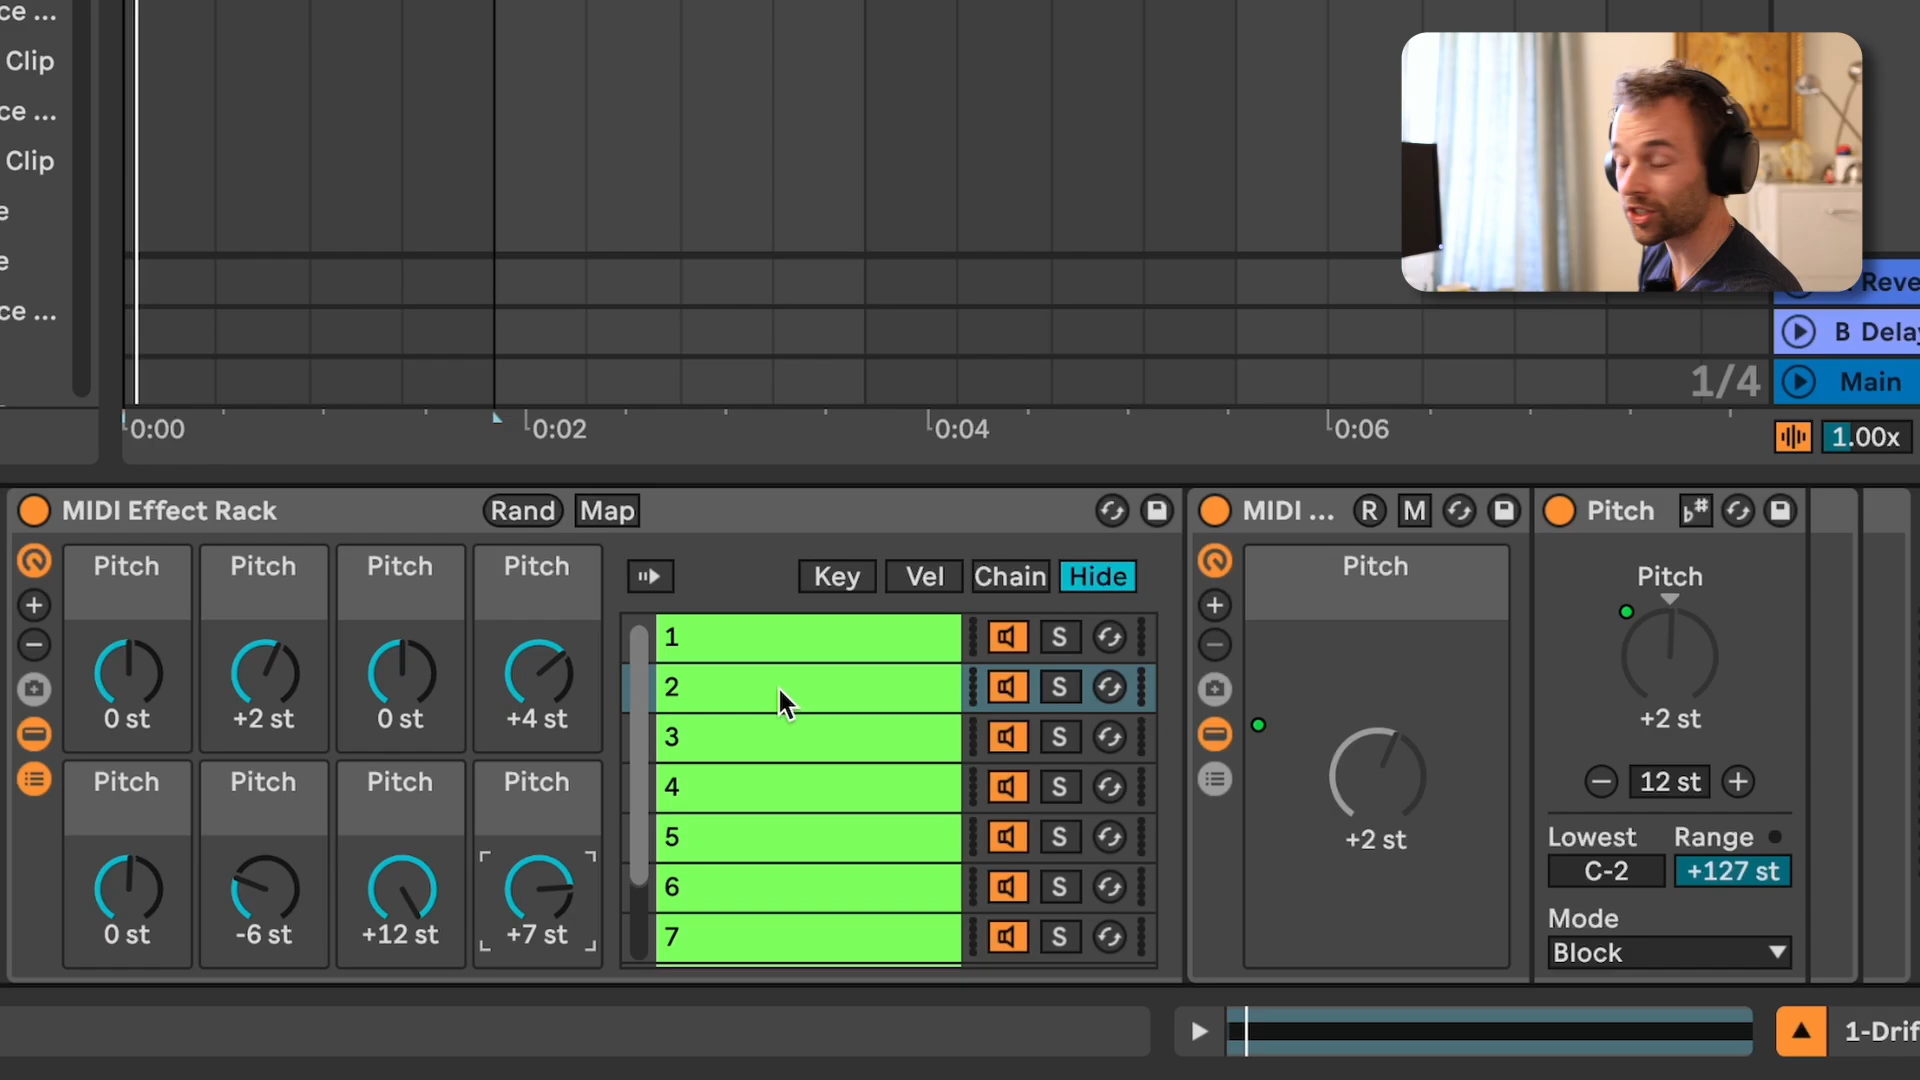 ce ...
Clip
ce ...
Clip
e
e
ce ...
Reve
B Delay
1/4
Main
0:00
0:02
0:04
0:06
1.00x
MIDI Effect Rack
Rand
Map
MIDI ...
R
M
Pitch
b#
Pitch
Pitch
Pitch
Pitch
0 st
+2 st
0 st
+4 st
Pitch
Pitch
Pitch
Pitch
0 st
-6 st
+12 st
+7 st
Key
Vel
Chain
Hide
1
S
2
S
3
S
4
S
5
S
6
S
7
S
Pitch
+2 st
Pitch
+2 st
12 st
Lowest
Range
C-2
+127 st
Mode
Block
1-Drif